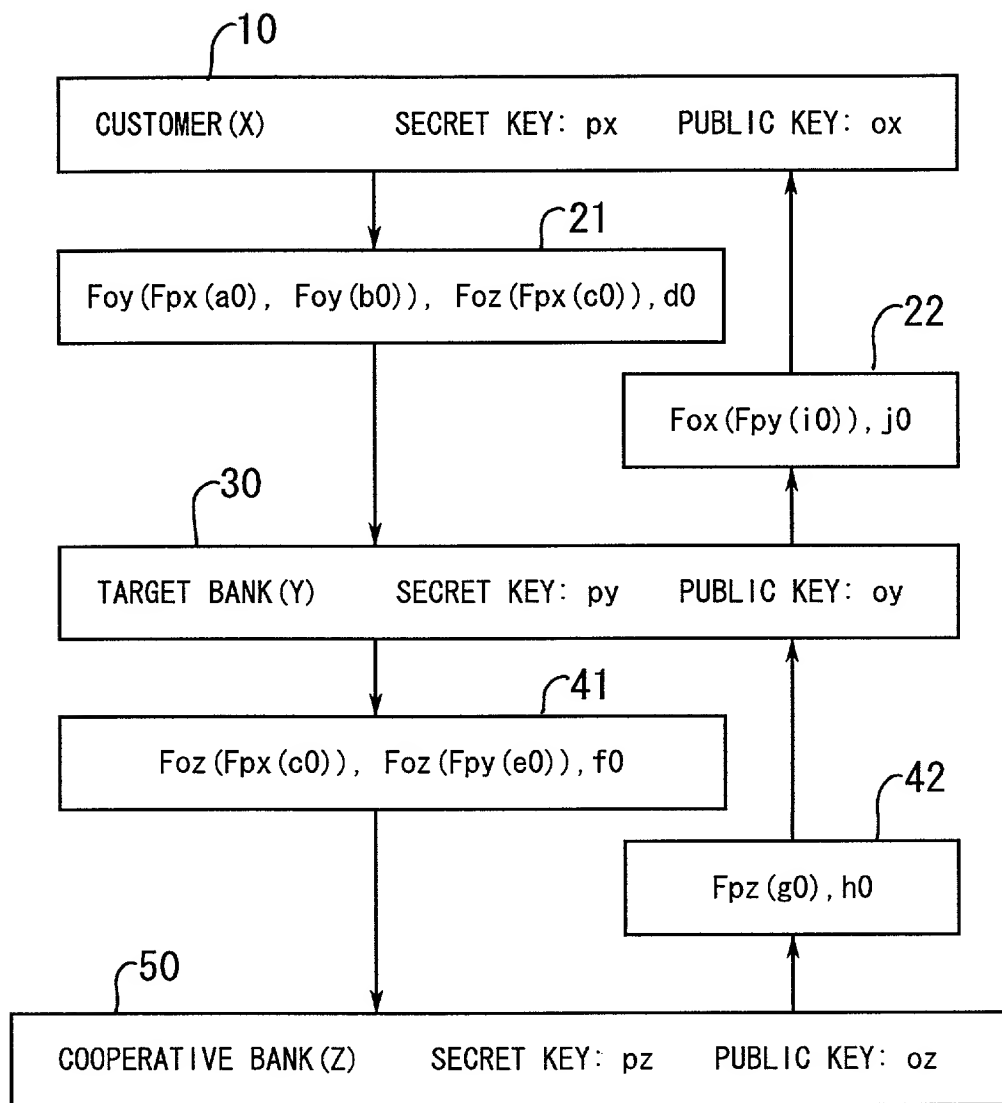 10
CUSTOMER(X) SECRET KEY: px PUBLIC KEY: ox
21
Foy(Fpx(a0), Foy(b0)), Foz(Fpx(c0)),d0
22
Fox(Fpy(i0)),j0
30
TARGET BANK(Y) SECRET KEY: py PUBLIC KEY: oy
41
Foz(Fpx(c0)), Foz(Fpy(e0)),f0
42
Fpz(g0),h0
50
COOPERATIVE BANK(Z) SECRET KEY: pz PUBLIC KEY: oz